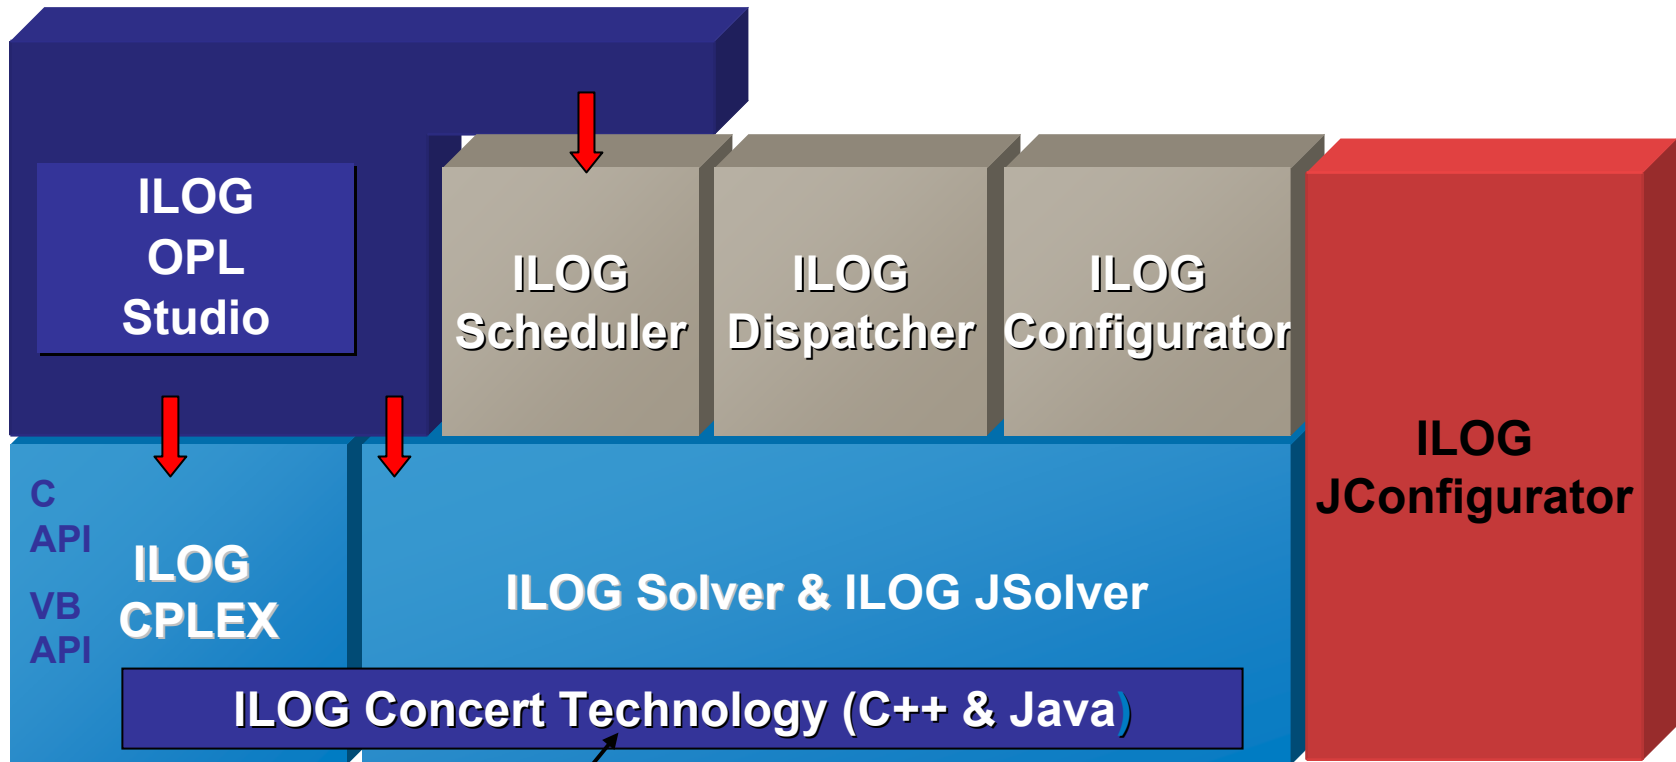 ILOG
OPL
Studio
ILOG
Scheduler
ILOG
Dispatcher
ILOG
Configurator
ILOG
JConfigurator
C
API
VB
API
ILOG
CPLEX
ILOG Solver & ILOG JSolver
ILOG Concert Technology (C++ & Java)